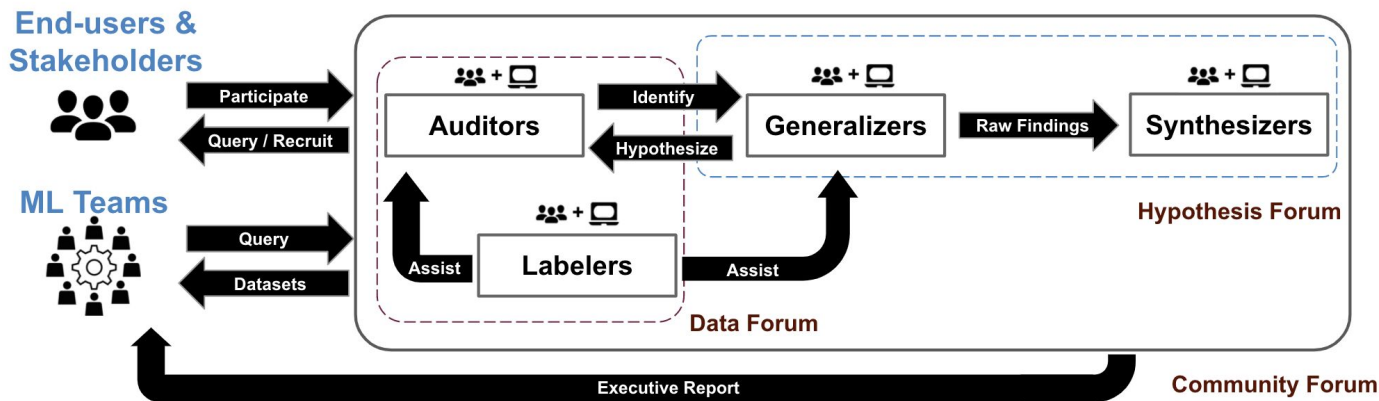 End-users &
Stakeholders
Participate
Query / Recruit
ML Teams
Query
Datasets
+
Auditors
Identify
Hypothesize
+
Generalizers
Raw Findings
+
Synthesizers
Hypothesis Forum
+
Labelers
Assist
Assist
Data Forum
Executive Report
Community Forum